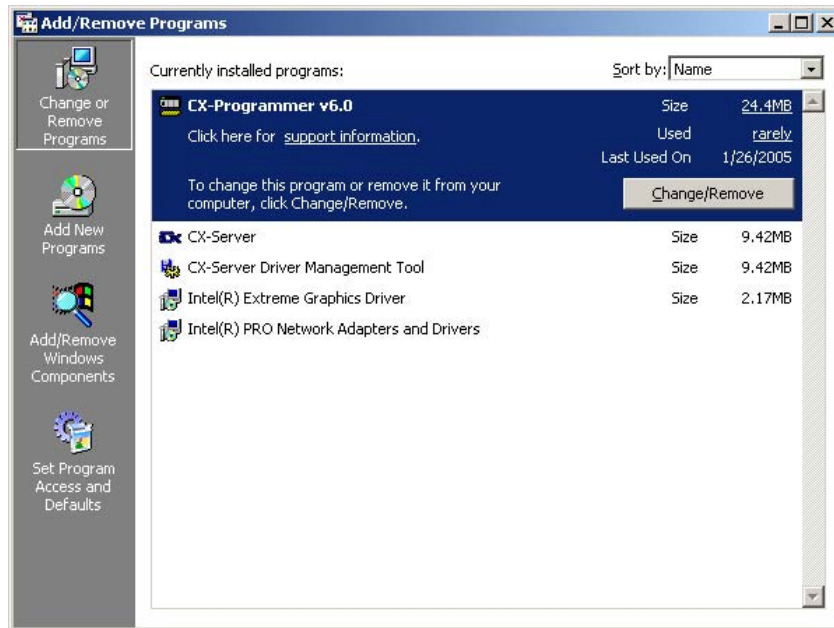 Add/Remove Programs
Change or
Remove
Programs
Add New
Programs
Add/Remove
Windows
Components
Set Program
Access and
Defaults
Currently installed programs:
Sort by: Name
CX-Programmer v6.0 Size 24.4MB
Click here for support information. Used rarely
Last Used On 1/26/2005
To change this program or remove it from your
computer, click Change/Remove.
Change/Remove
CX-Server Size 9.42MB
CX-Server Driver Management Tool Size 9.42MB
Intel(R) Extreme Graphics Driver Size 2.17MB
Intel(R) PRO Network Adapters and Drivers